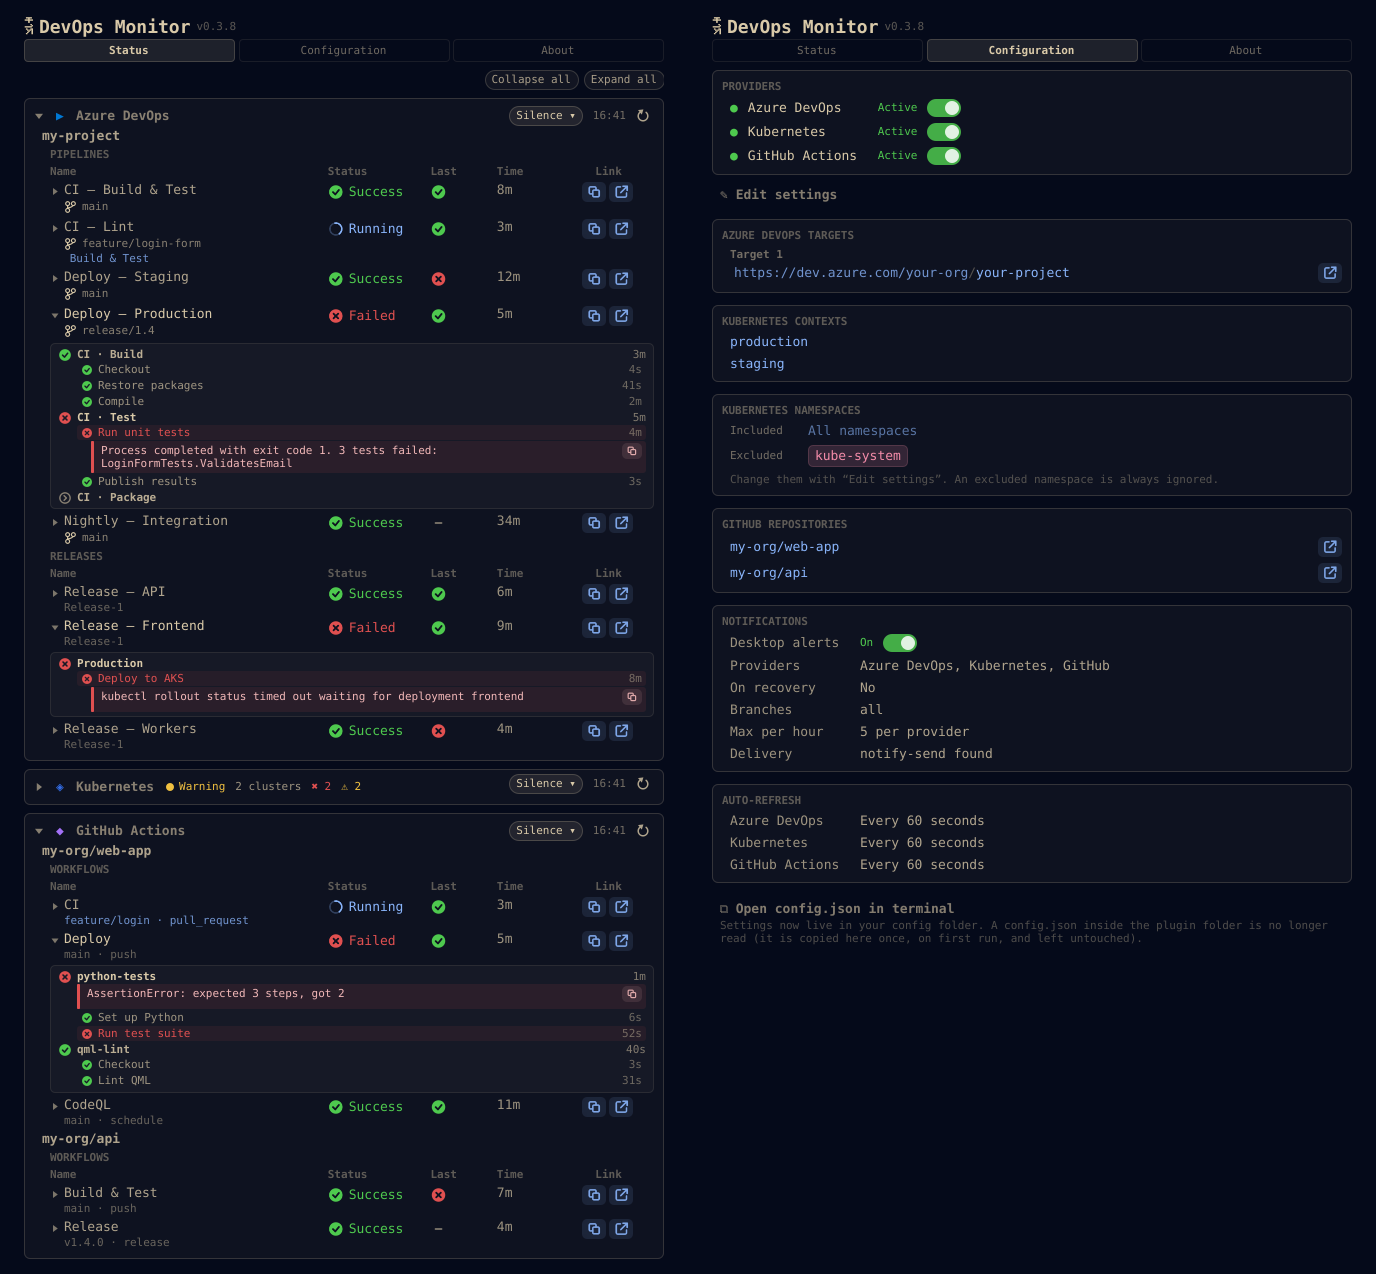 DevOps Monitor v0.3.8
Status Configuration About
Collapse all Expand all
Azure DevOps Silence ▾ 16:41
my-project
PIPELINES
Name Status Last Time Link
CI — Build & Test Success 8m
main
CI — Lint Running 3m
feature/login-form
Build & Test
Deploy — Staging Success 12m
main
Deploy — Production Failed 5m
release/1.4
CI · Build 3m
Checkout 4s
Restore packages 41s
Compile 2m
CI · Test 5m
Run unit tests 4m
Process completed with exit code 1. 3 tests failed:
LoginFormTests.ValidatesEmail
Publish results 3s
CI · Package
Nightly — Integration Success — 34m
main
RELEASES
Name Status Last Time Link
Release — API Success 6m
Release-1
Release — Frontend Failed 9m
Release-1
Production
Deploy to AKS 8m
kubectl rollout status timed out waiting for deployment frontend
Release — Workers Success 4m
Release-1
Kubernetes Warning 2 clusters ✖ 2 ⚠ 2 Silence ▾ 16:41
GitHub Actions Silence ▾ 16:41
my-org/web-app
WORKFLOWS
Name Status Last Time Link
CI Running 3m
feature/login · pull_request
Deploy Failed 5m
main · push
python-tests 1m
AssertionError: expected 3 steps, got 2
Set up Python 6s
Run test suite 52s
qml-lint 40s
Checkout 3s
Lint QML 31s
CodeQL Success 11m
main · schedule
my-org/api
WORKFLOWS
Name Status Last Time Link
Build & Test Success 7m
main · push
Release Success — 4m
v1.4.0 · release
DevOps Monitor v0.3.8
Status Configuration About
PROVIDERS
Azure DevOps Active
Kubernetes Active
GitHub Actions Active
✎ Edit settings
AZURE DEVOPS TARGETS
Target 1
https://dev.azure.com/your-org/your-project
KUBERNETES CONTEXTS
production
staging
KUBERNETES NAMESPACES
Included All namespaces
Excluded kube-system
Change them with “Edit settings”. An excluded namespace is always ignored.
GITHUB REPOSITORIES
my-org/web-app
my-org/api
NOTIFICATIONS
Desktop alerts On
Providers Azure DevOps, Kubernetes, GitHub
On recovery No
Branches all
Max per hour 5 per provider
Delivery notify-send found
AUTO-REFRESH
Azure DevOps Every 60 seconds
Kubernetes Every 60 seconds
GitHub Actions Every 60 seconds
Open config.json in terminal
Settings now live in your config folder. A config.json inside the plugin folder is no longer
read (it is copied here once, on first run, and left untouched).